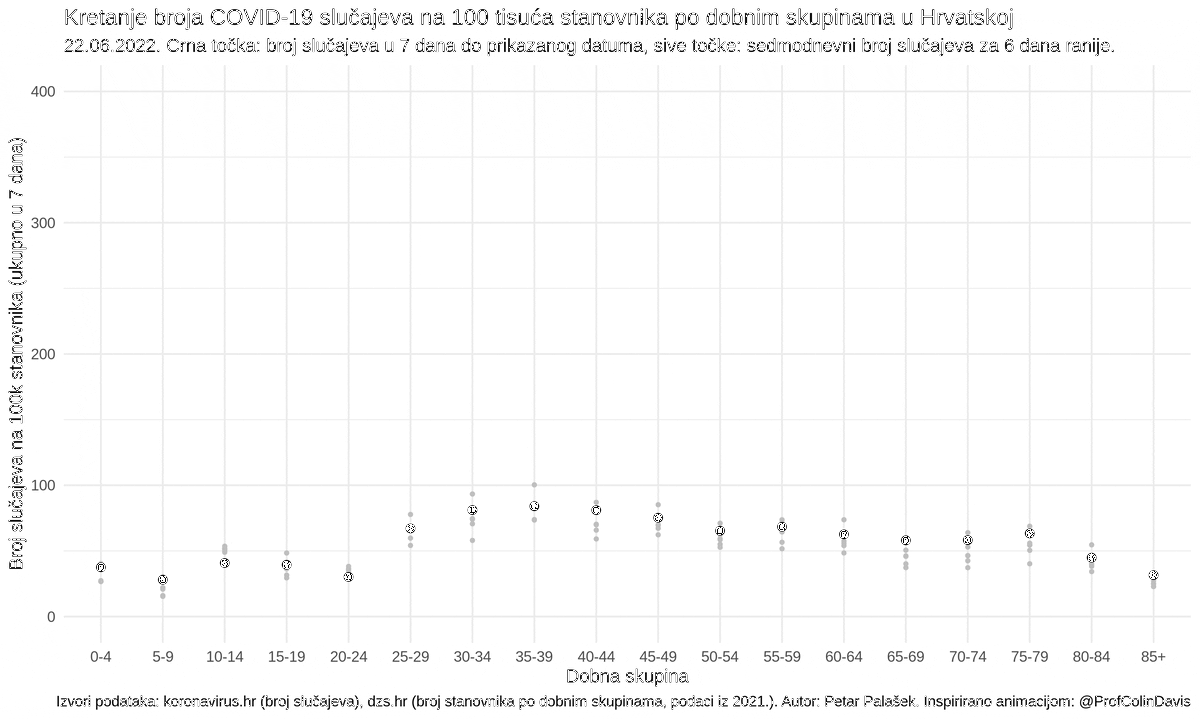 Kretanje broja COVID-19 slučajeva na 100 tisuća stanovnika po dobnim skupinama u Hrvatskoj
22.06.2022. Crna točka: broj slučajeva u 7 dana do prikazanog datuma, sive točke: sedmodnevni broj slučajeva za 6 dana ranije.
Broj slučajeva na 100k stanovnika (ukupno u 7 dana)
400
300
200
100
0
0-4 5-9 10-14 15-19 20-24 25-29 30-34 35-39 40-44 45-49 50-54 55-59 60-64 65-69 70-74 75-79 80-84 85+
Dobna skupina
Izvori podataka: koronavirus.hr (broj slučajeva), dzs.hr (broj stanovnika po dobnim skupinama, podaci iz 2021.). Autor: Petar Palašek. Inspirirano animacijom: @ProfColinDavis